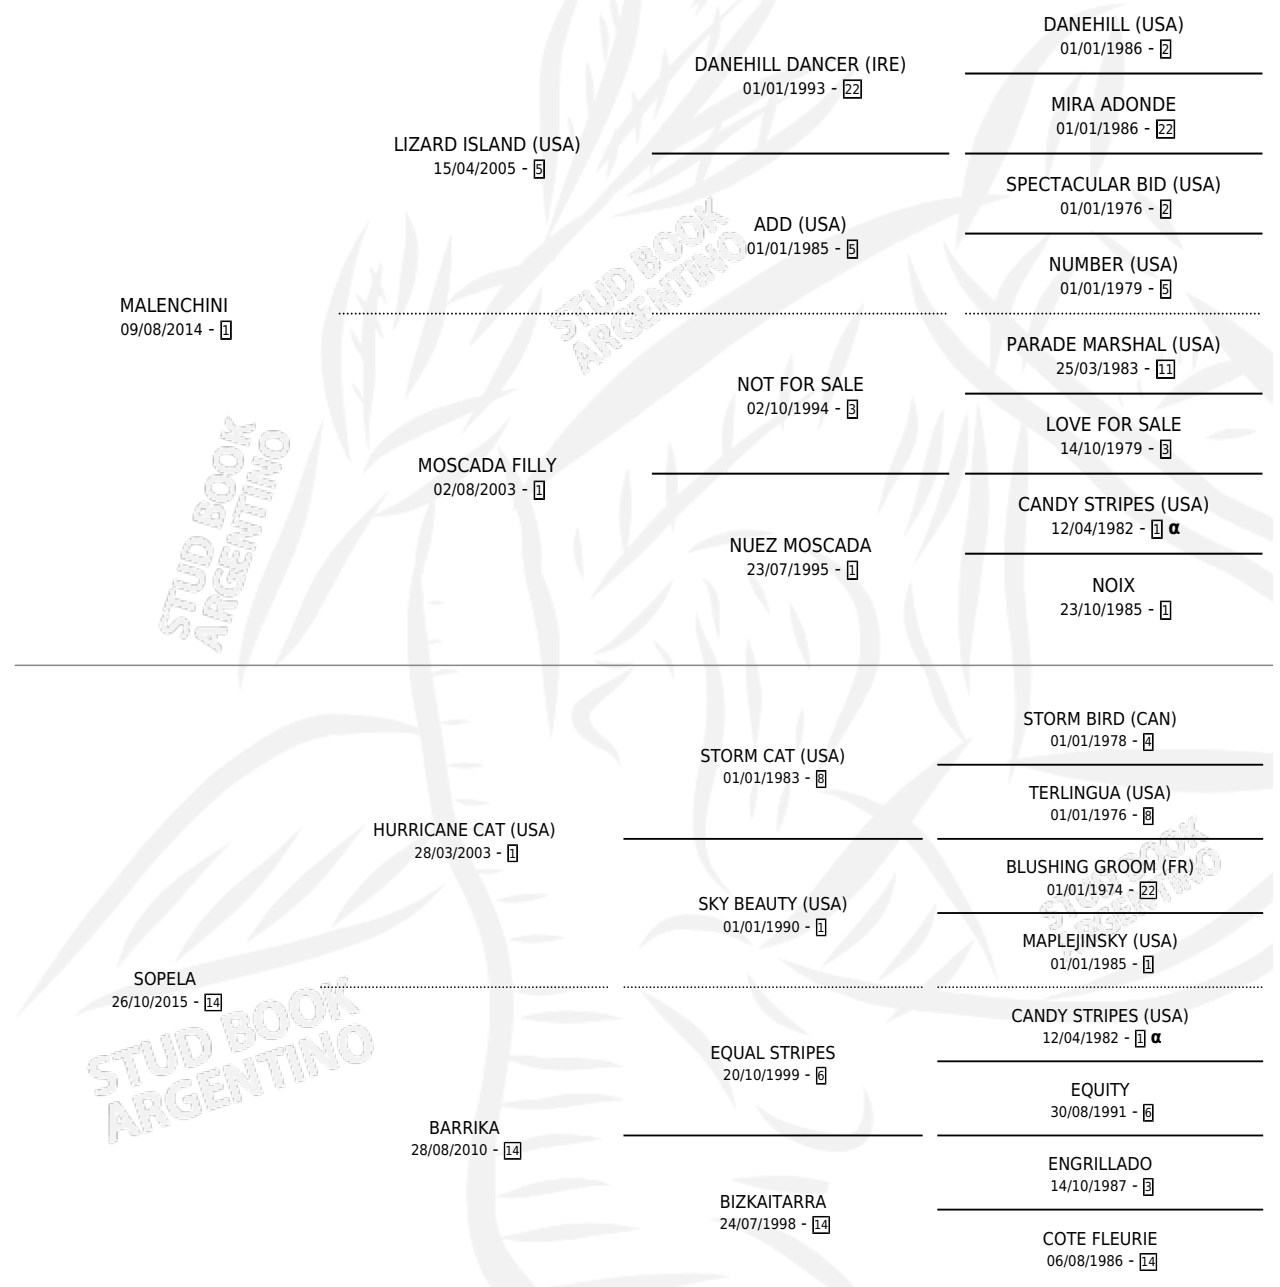 DANEHILL (USA)
01/01/1986 - 2
DANEHILL DANCER (IRE)
01/01/1993 - 22
MIRA ADONDE
01/01/1986 - 22
LIZARD ISLAND (USA)
15/04/2005 - 5
SPECTACULAR BID (USA)
01/01/1976 - 2
ADD (USA)
01/01/1985 - 5
NUMBER (USA)
01/01/1979 - 5
MALENCHINI
09/08/2014 - 1
PARADE MARSHAL (USA)
25/03/1983 - 11
NOT FOR SALE
02/10/1994 - 3
LOVE FOR SALE
14/10/1979 - 3
MOSCADA FILLY
02/08/2003 - 1
CANDY STRIPES (USA)
12/04/1982 - 1 α
NUEZ MOSCADA
23/07/1995 - 1
NOIX
23/10/1985 - 1
STORM BIRD (CAN)
01/01/1978 - 4
STORM CAT (USA)
01/01/1983 - 8
TERLINGUA (USA)
01/01/1976 - 8
HURRICANE CAT (USA)
28/03/2003 - 1
BLUSHING GROOM (FR)
01/01/1974 - 22
SKY BEAUTY (USA)
01/01/1990 - 1
MAPLEJINSKY (USA)
01/01/1985 - 1
SOPELA
26/10/2015 - 14
CANDY STRIPES (USA)
12/04/1982 - 1 α
EQUAL STRIPES
20/10/1999 - 6
EQUITY
30/08/1991 - 6
BARRIKA
28/08/2010 - 14
ENGRILLADO
14/10/1987 - 3
BIZKAITARRA
24/07/1998 - 14
COTE FLEURIE
06/08/1986 - 14
STUD BOOK
ARGENTINO
STUD BOOK
ARGENTINO
STUD BOOK
ARGENTINO
STUD BOOK
ARGENTINO